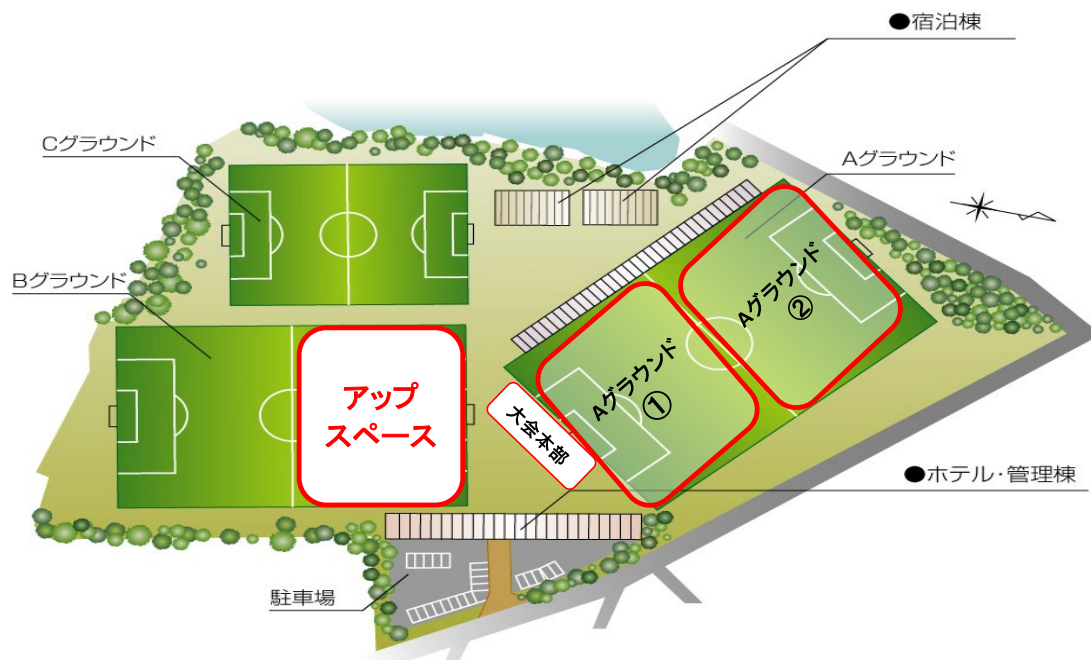 ●宿泊棟
Cグラウンド
Aグラウンド
Bグラウンド
Aグラウンド
②
Aグラウンド
①
アップ
スペース
大会本部
●ホテル・管理棟
駐車場